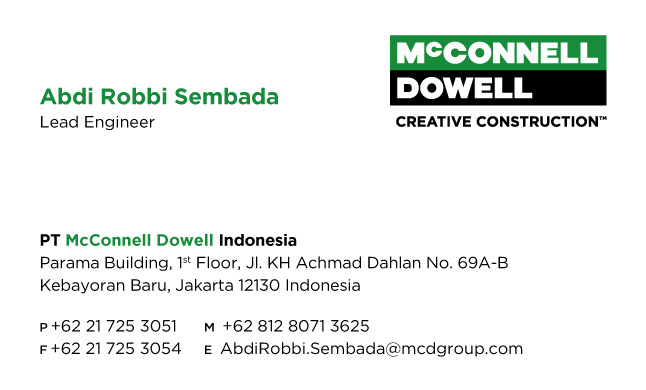 McCONNELL
DOWELL
CREATIVE CONSTRUCTION™
Abdi Robbi Sembada
Lead Engineer
PT McConnell Dowell Indonesia
Parama Building, 1st Floor, Jl. KH Achmad Dahlan No. 69A-B
Kebayoran Baru, Jakarta 12130 Indonesia
P +62 21 725 3051 M +62 812 8071 3625
F +62 21 725 3054 E AbdiRobbi.Sembada@mcdgroup.com